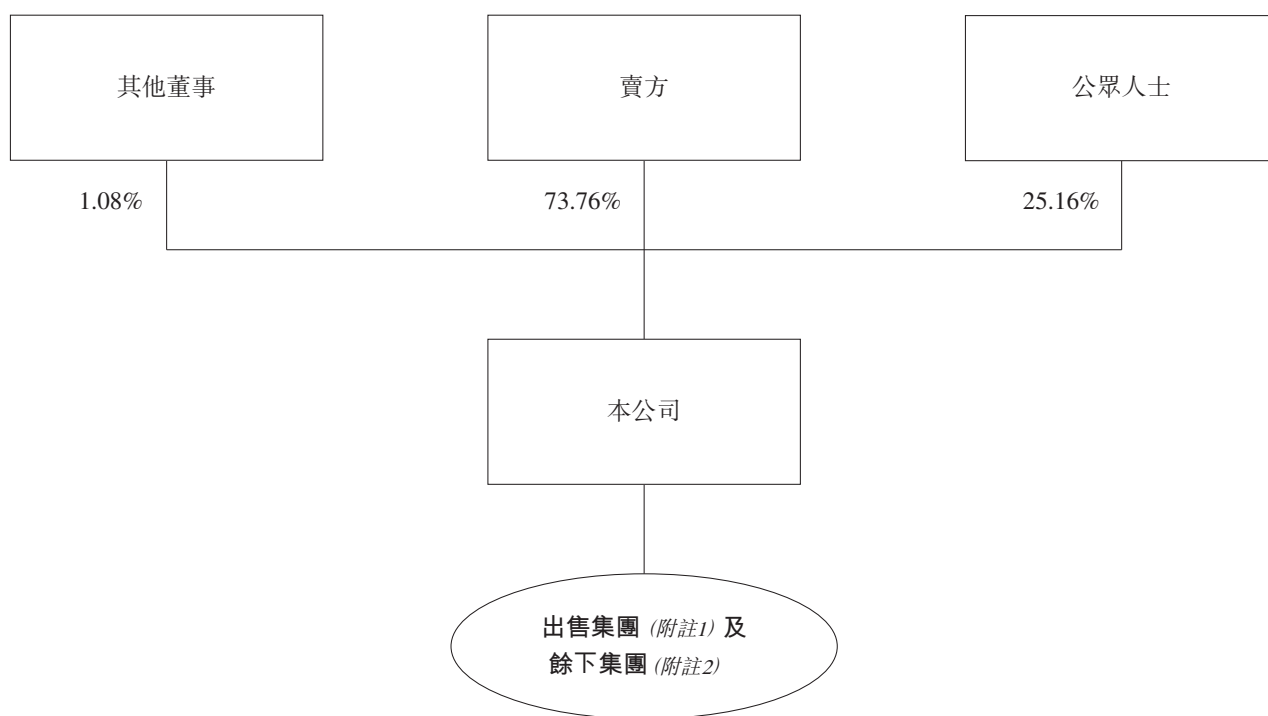 其他董事
賣方
公眾人士
1.08%
73.76%
25.16%
本公司
出售集團 (附註1) 及
餘下集團 (附註2)